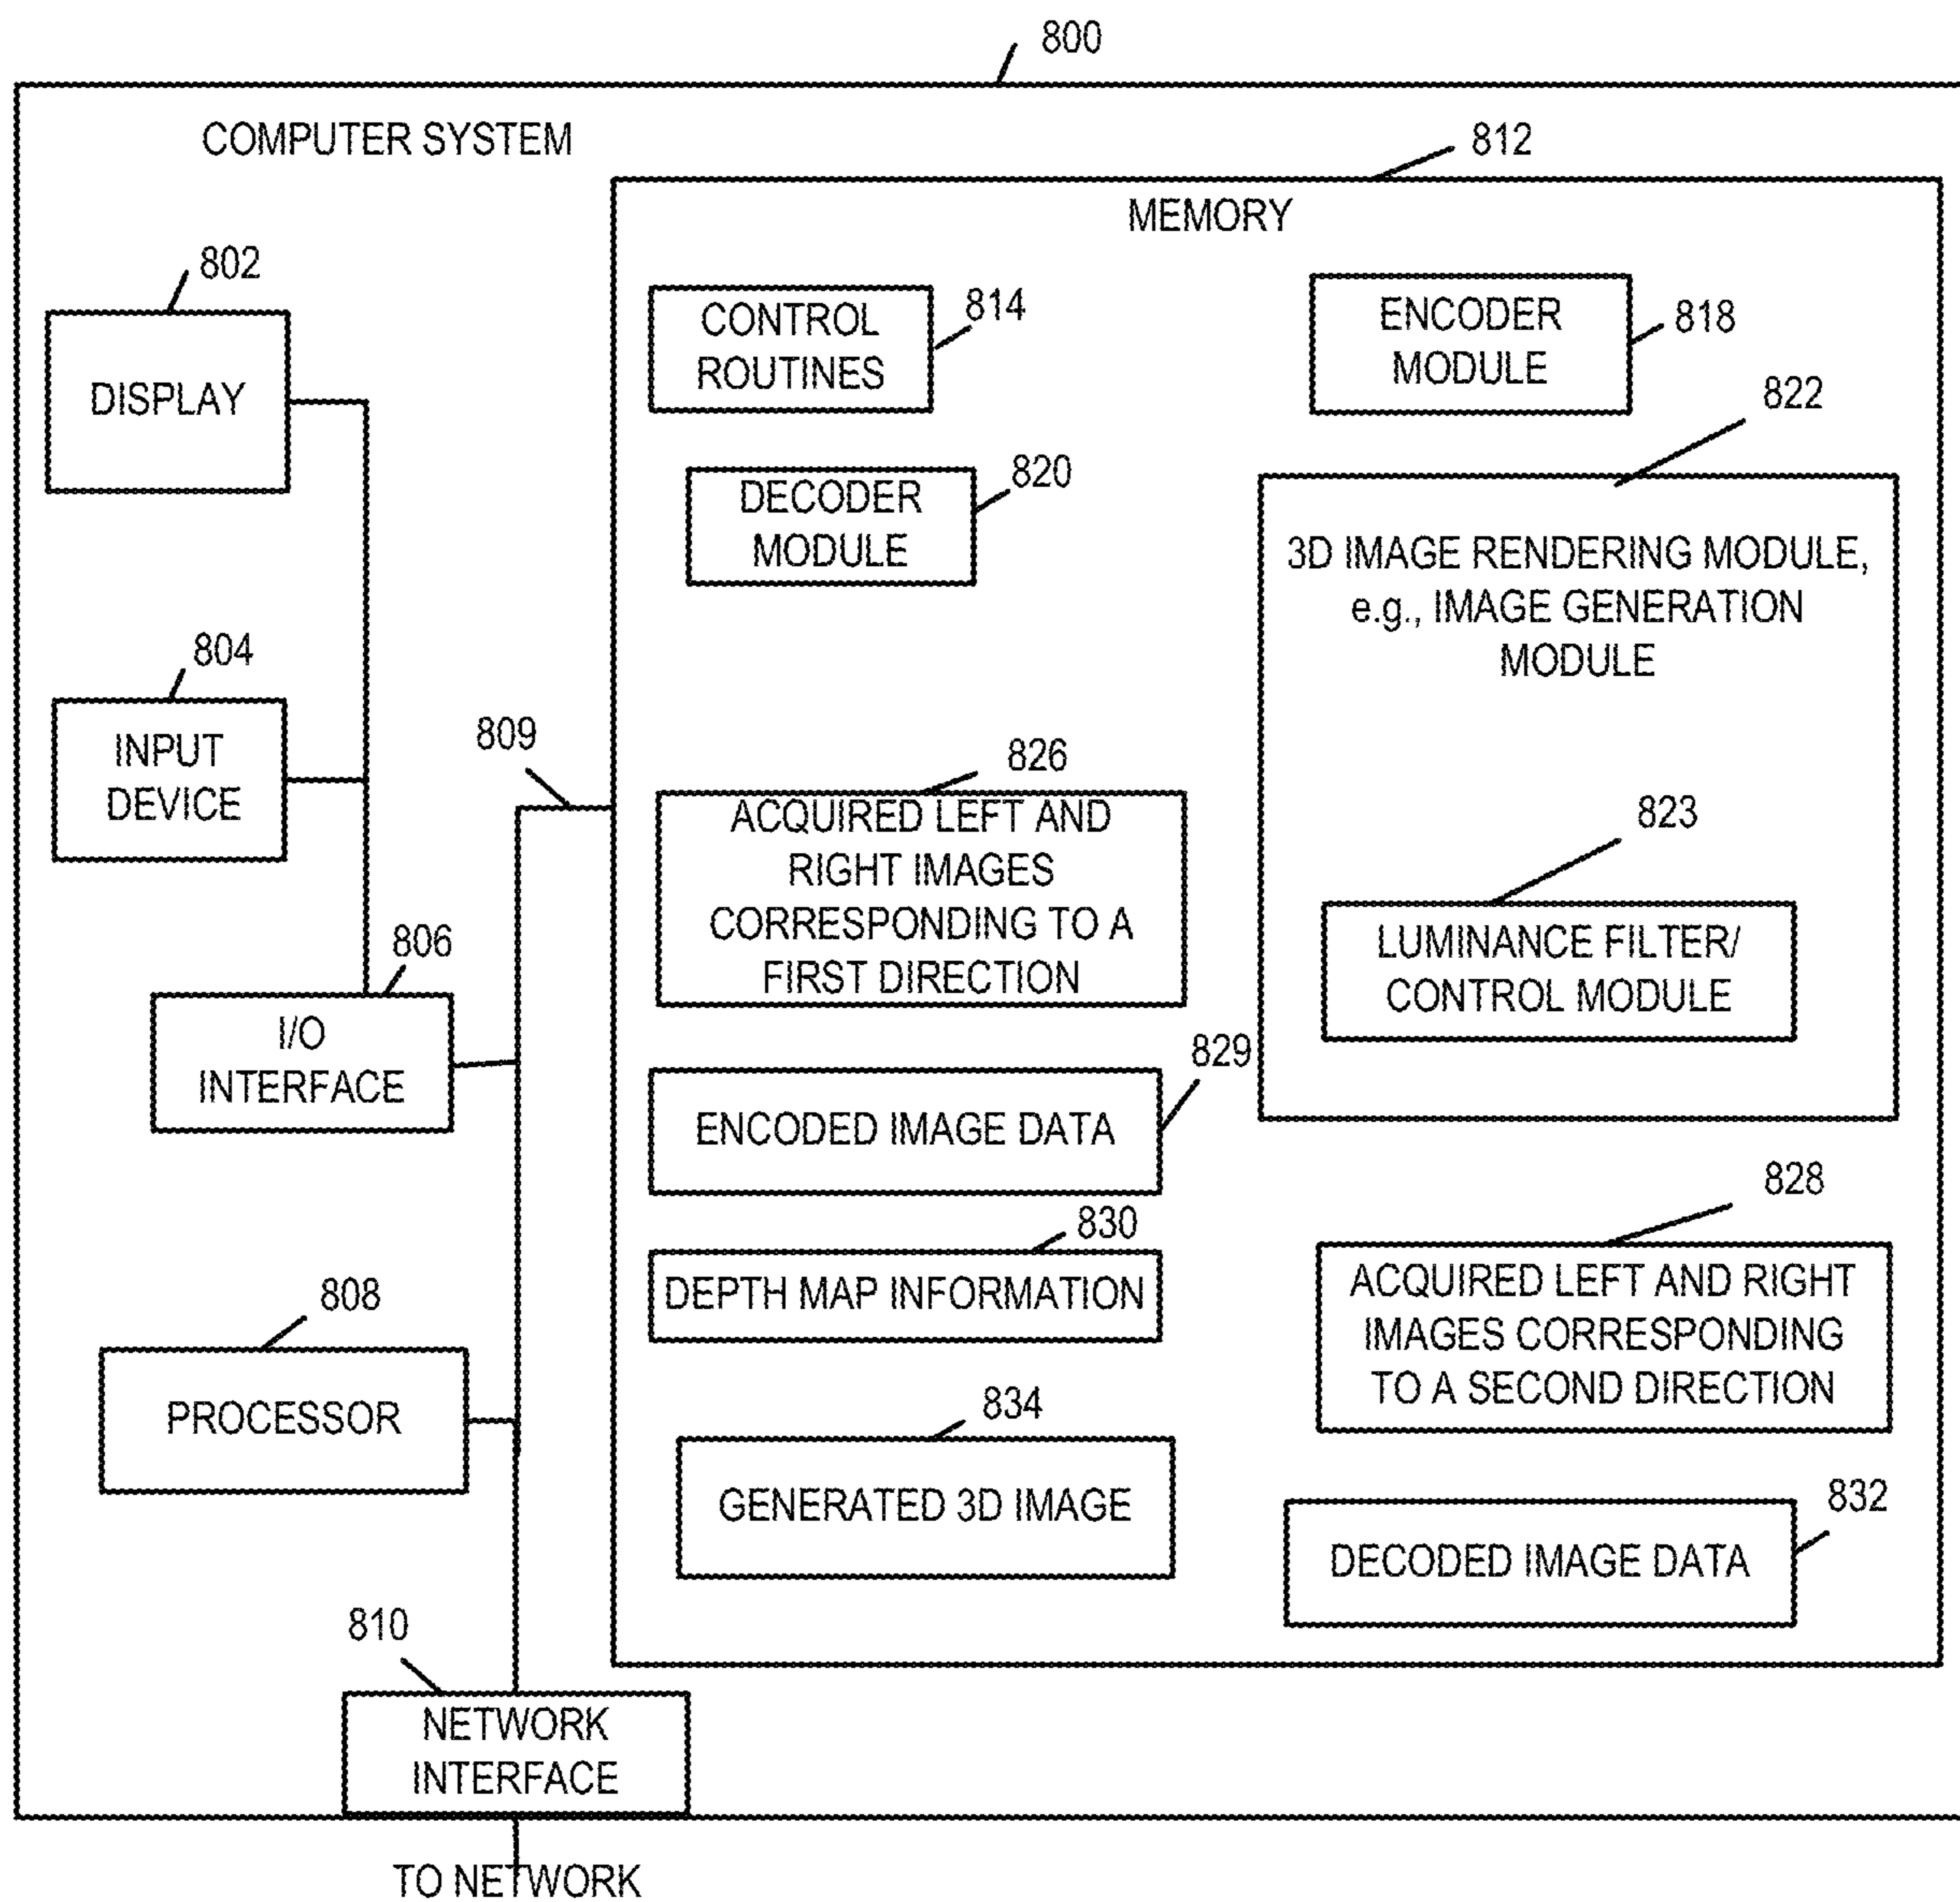 800
COMPUTER SYSTEM
812
MEMORY
802
DISPLAY
804
INPUT
DEVICE
806
I/O
INTERFACE
809
808
PROCESSOR
810
NETWORK
INTERFACE
TO NETWORK
CONTROL
ROUTINES
814
ENCODER
MODULE
818
DECODER
MODULE
820
822
3D IMAGE RENDERING MODULE,
e.g., IMAGE GENERATION
MODULE
823
LUMINANCE FILTER/
CONTROL MODULE
826
ACQUIRED LEFT AND
RIGHT IMAGES
CORRESPONDING TO A
FIRST DIRECTION
829
ENCODED IMAGE DATA
830
DEPTH MAP INFORMATION
828
ACQUIRED LEFT AND RIGHT
IMAGES CORRESPONDING
TO A SECOND DIRECTION
834
GENERATED 3D IMAGE
832
DECODED IMAGE DATA